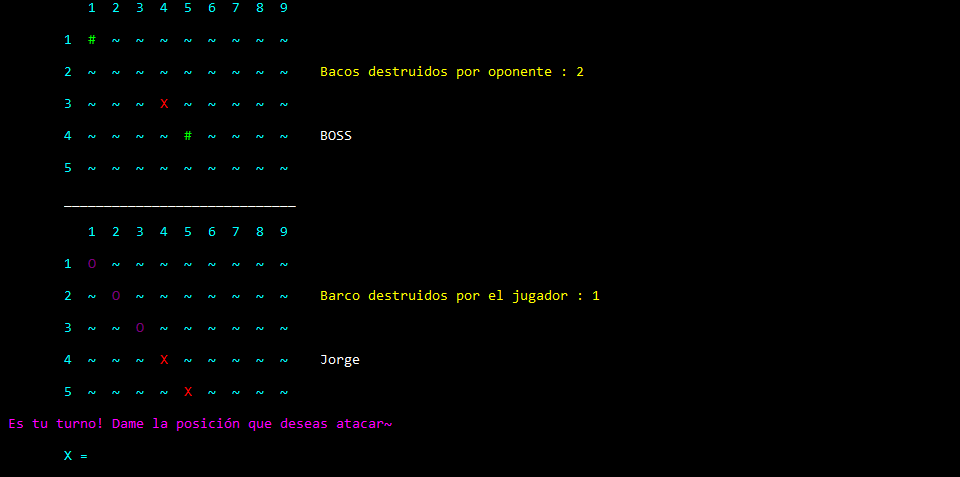 1 2 3 4 5 6 7 8 9
1 # ~ ~ ~ ~ ~ ~ ~ ~
2 ~ ~ ~ ~ ~ ~ ~ ~ ~ Bacos destruidos por oponente : 2
3 ~ ~ ~ X ~ ~ ~ ~ ~
4 ~ ~ ~ ~ # ~ ~ ~ ~ BOSS
5 ~ ~ ~ ~ ~ ~ ~ ~ ~
_____________________________
1 2 3 4 5 6 7 8 9
1 O ~ ~ ~ ~ ~ ~ ~ ~
2 ~ O ~ ~ ~ ~ ~ ~ ~ Barco destruidos por el jugador : 1
3 ~ ~ O ~ ~ ~ ~ ~ ~
4 ~ ~ ~ X ~ ~ ~ ~ ~ Jorge
5 ~ ~ ~ ~ X ~ ~ ~ ~
Es tu turno! Dame la posición que deseas atacar~
X =